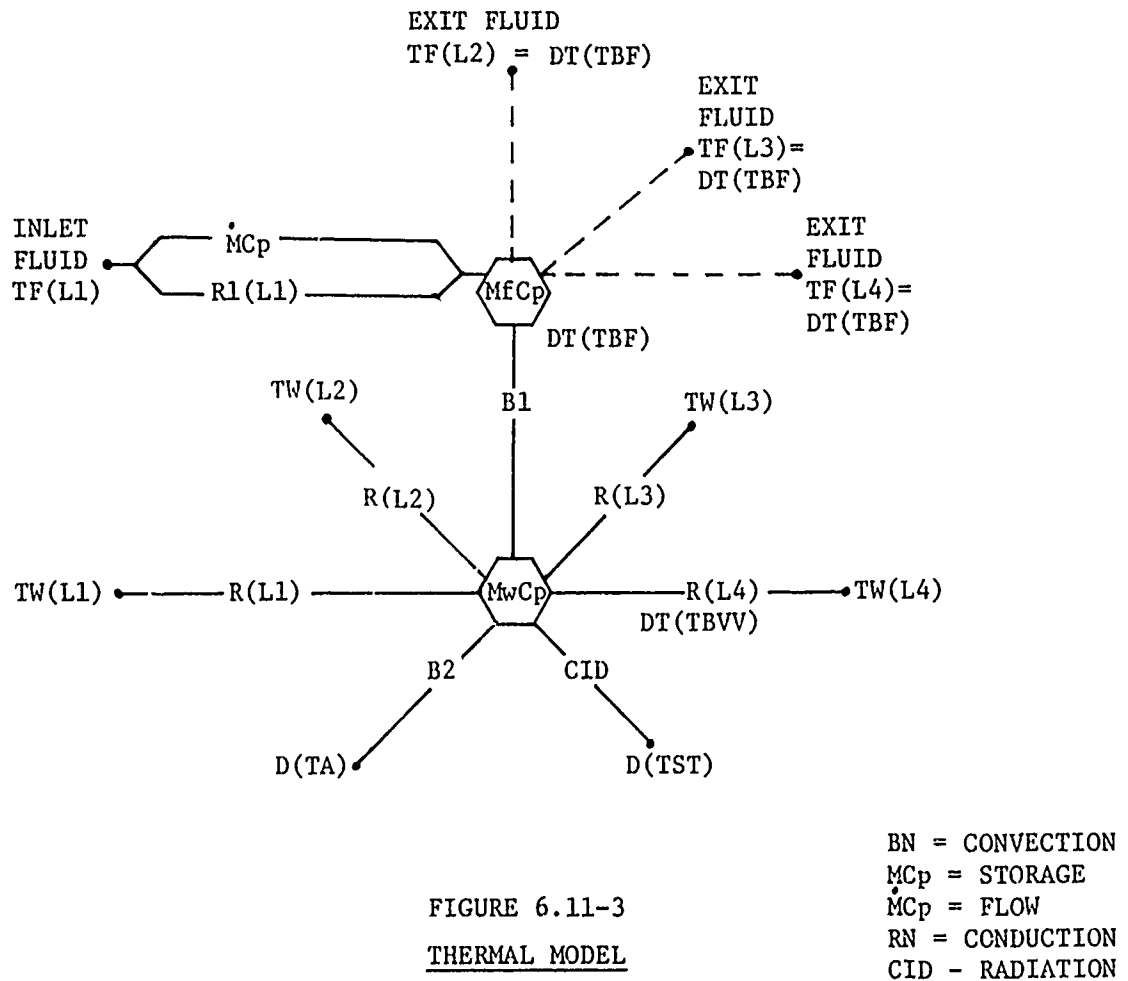 EXIT FLUID
TF(L2) = DT(TBF)
EXIT
FLUID
TF(L3)=
DT(TBF)
INLET
FLUID
TF(L1)
ṀCp
R1(L1)
MfCp
DT(TBF)
EXIT
FLUID
TF(L4)=
DT(TBF)
B1
TW(L2)
TW(L3)
R(L2)
R(L3)
TW(L1)
R(L1)
MwCp
R(L4)
TW(L4)
DT(TBVV)
B2
CID
D(TA)
D(TST)
FIGURE 6.11-3
THERMAL MODEL
BN = CONVECTION
MCp = STORAGE
ṀCp = FLOW
RN = CONDUCTION
CID - RADIATION